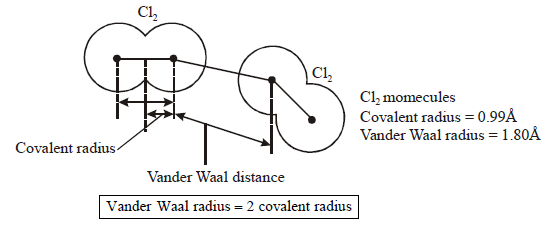 Cl2
Cl2
Cl2 momecules
Covalent radius = 0.99Å
Vander Waal radius = 1.80Å
Covalent radius
Vander Waal distance
Vander Waal radius = 2 covalent radius